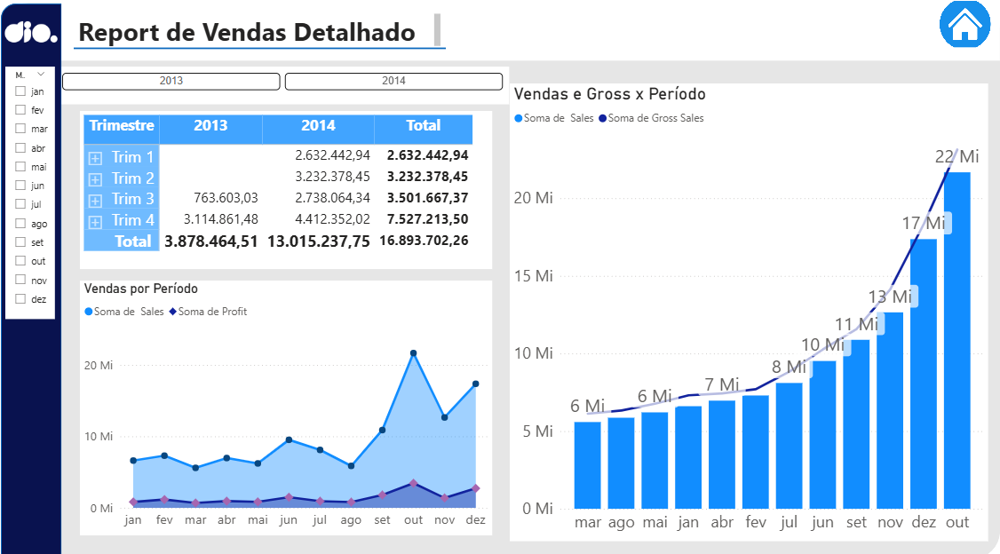 dio.
Report de Vendas Detalhado
M.
jan
fev
mar
abr
mai
jun
jul
ago
set
out
nov
dez
2013 2014
Trimestre 2013 2014 Total
Trim 1 2.632.442,94 2.632.442,94
Trim 2 3.232.378,45 3.232.378,45
Trim 3 763.603,03 2.738.064,34 3.501.667,37
Trim 4 3.114.861,48 4.412.352,02 7.527.213,50
Total 3.878.464,51 13.015.237,75 16.893.702,26
Vendas por Período
Soma de Sales Soma de Profit
20 Mi
10 Mi
0 Mi
jan fev mar abr mai jun jul ago set out nov dez
Vendas e Gross x Período
Soma de Sales Soma de Gross Sales
22 Mi
20 Mi
17 Mi
15 Mi
13 Mi
11 Mi
10 Mi 10 Mi
8 Mi
7 Mi
6 Mi
6 Mi
5 Mi
0 Mi
mar ago mai jan abr fev jul jun set nov dez out